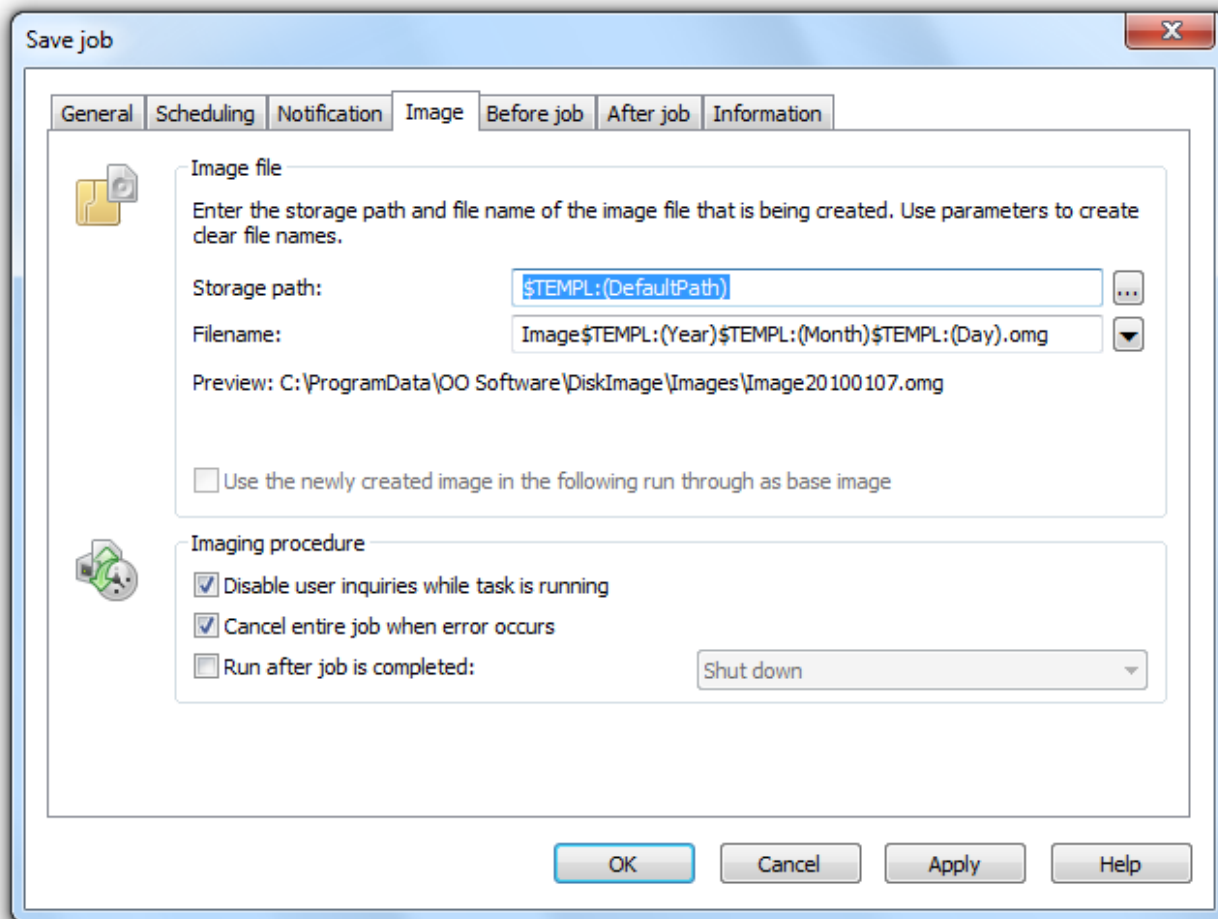 Save job
General Scheduling Notification Image Before job After job Information
Image file
Enter the storage path and file name of the image file that is being created. Use parameters to create
clear file names.
Storage path: $TEMPL:(DefaultPath) ...
Filename: Image$TEMPL:(Year)$TEMPL:(Month)$TEMPL:(Day).omg
Preview: C:\ProgramData\OO Software\DiskImage\Images\Image20100107.omg
Use the newly created image in the following run through as base image
Imaging procedure
Disable user inquiries while task is running
Cancel entire job when error occurs
Run after job is completed: Shut down
OK Cancel Apply Help